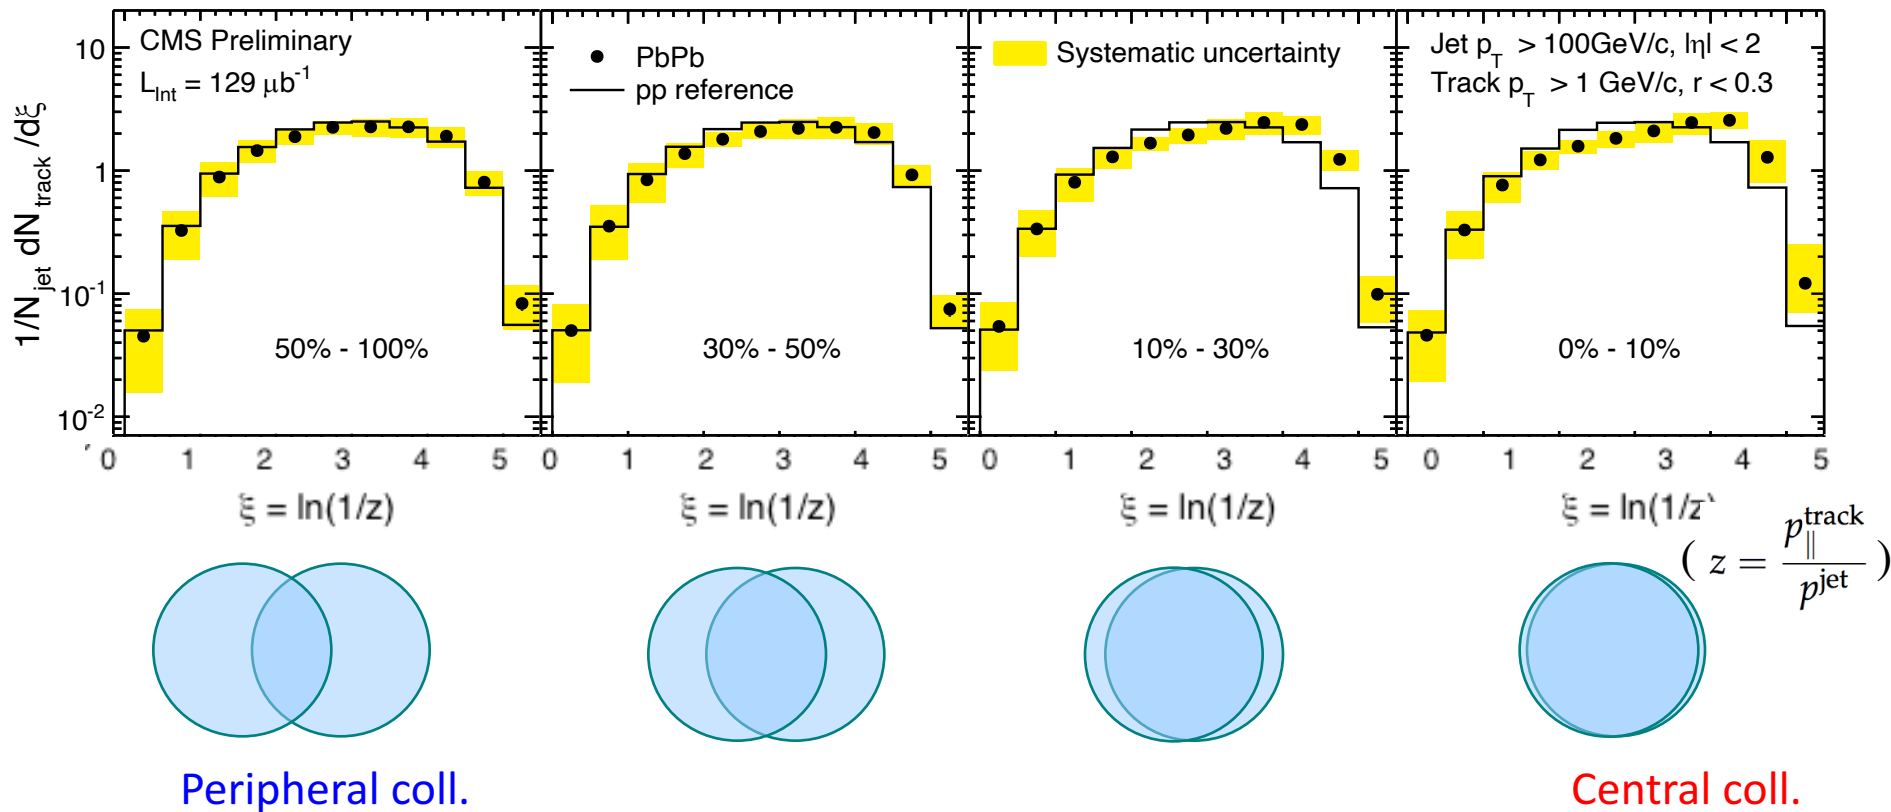 CMS Preliminary
L_Int = 129 μb⁻¹
PbPb
pp reference
Systematic uncertainty
Jet p_T > 100GeV/c, |η| < 2
Track p_T > 1 GeV/c, r < 0.3
1/N_jet dN_track /dξ
10
1
10⁻¹
10⁻²
50% - 100%
30% - 50%
10% - 30%
0% - 10%
0 1 2 3 4 5
0 1 2 3 4 5
0 1 2 3 4 5
0 1 2 3 4 5
ξ = ln(1/z)
ξ = ln(1/z)
ξ = ln(1/z)
ξ = ln(1/z
( z = p_∥^track / p^jet )
Peripheral coll.
Central coll.